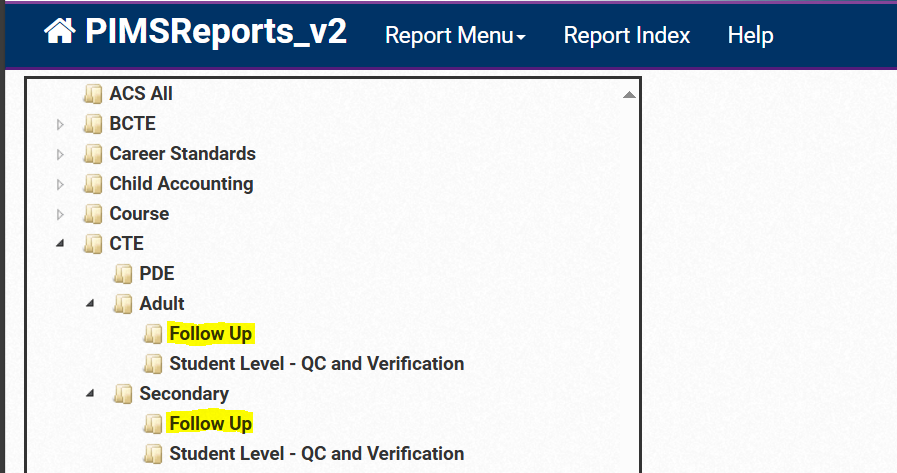 PIMSReports_v2 Report Menu Report Index Help
ACS All
BCTE
Career Standards
Child Accounting
Course
CTE
PDE
Adult
Follow Up
Student Level - QC and Verification
Secondary
Follow Up
Student Level - QC and Verification